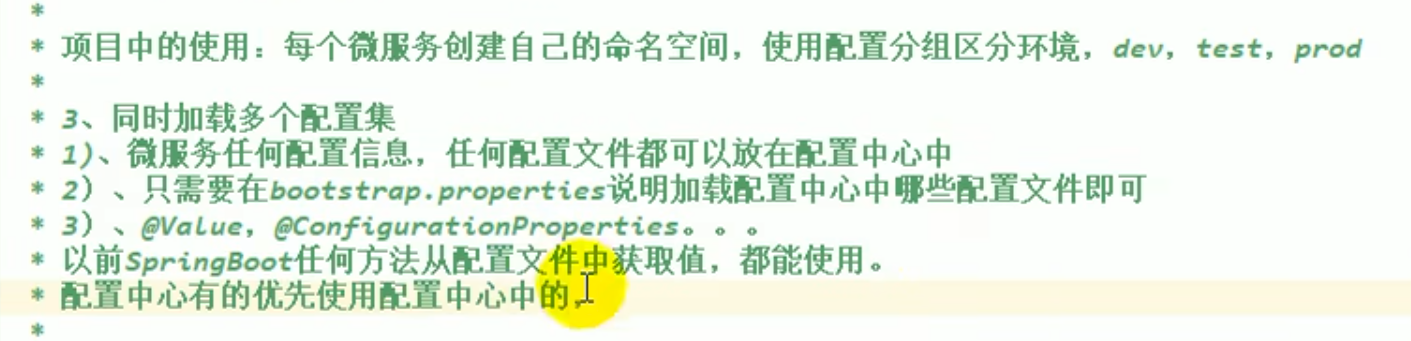 *
* 项目中的使用：每个微服务创建自己的命名空间，使用配置分组区分环境，dev，test，prod
*
* 3、同时加载多个配置集
* 1)、微服务任何配置信息，任何配置文件都可以放在配置中心中
* 2）、只需要在bootstrap.properties说明加载配置中心中哪些配置文件即可
* 3）、@Value，@ConfigurationProperties。。。
* 以前SpringBoot任何方法从配置文件中获取值，都能使用。
* 配置中心有的优先使用配置中心中的，
*